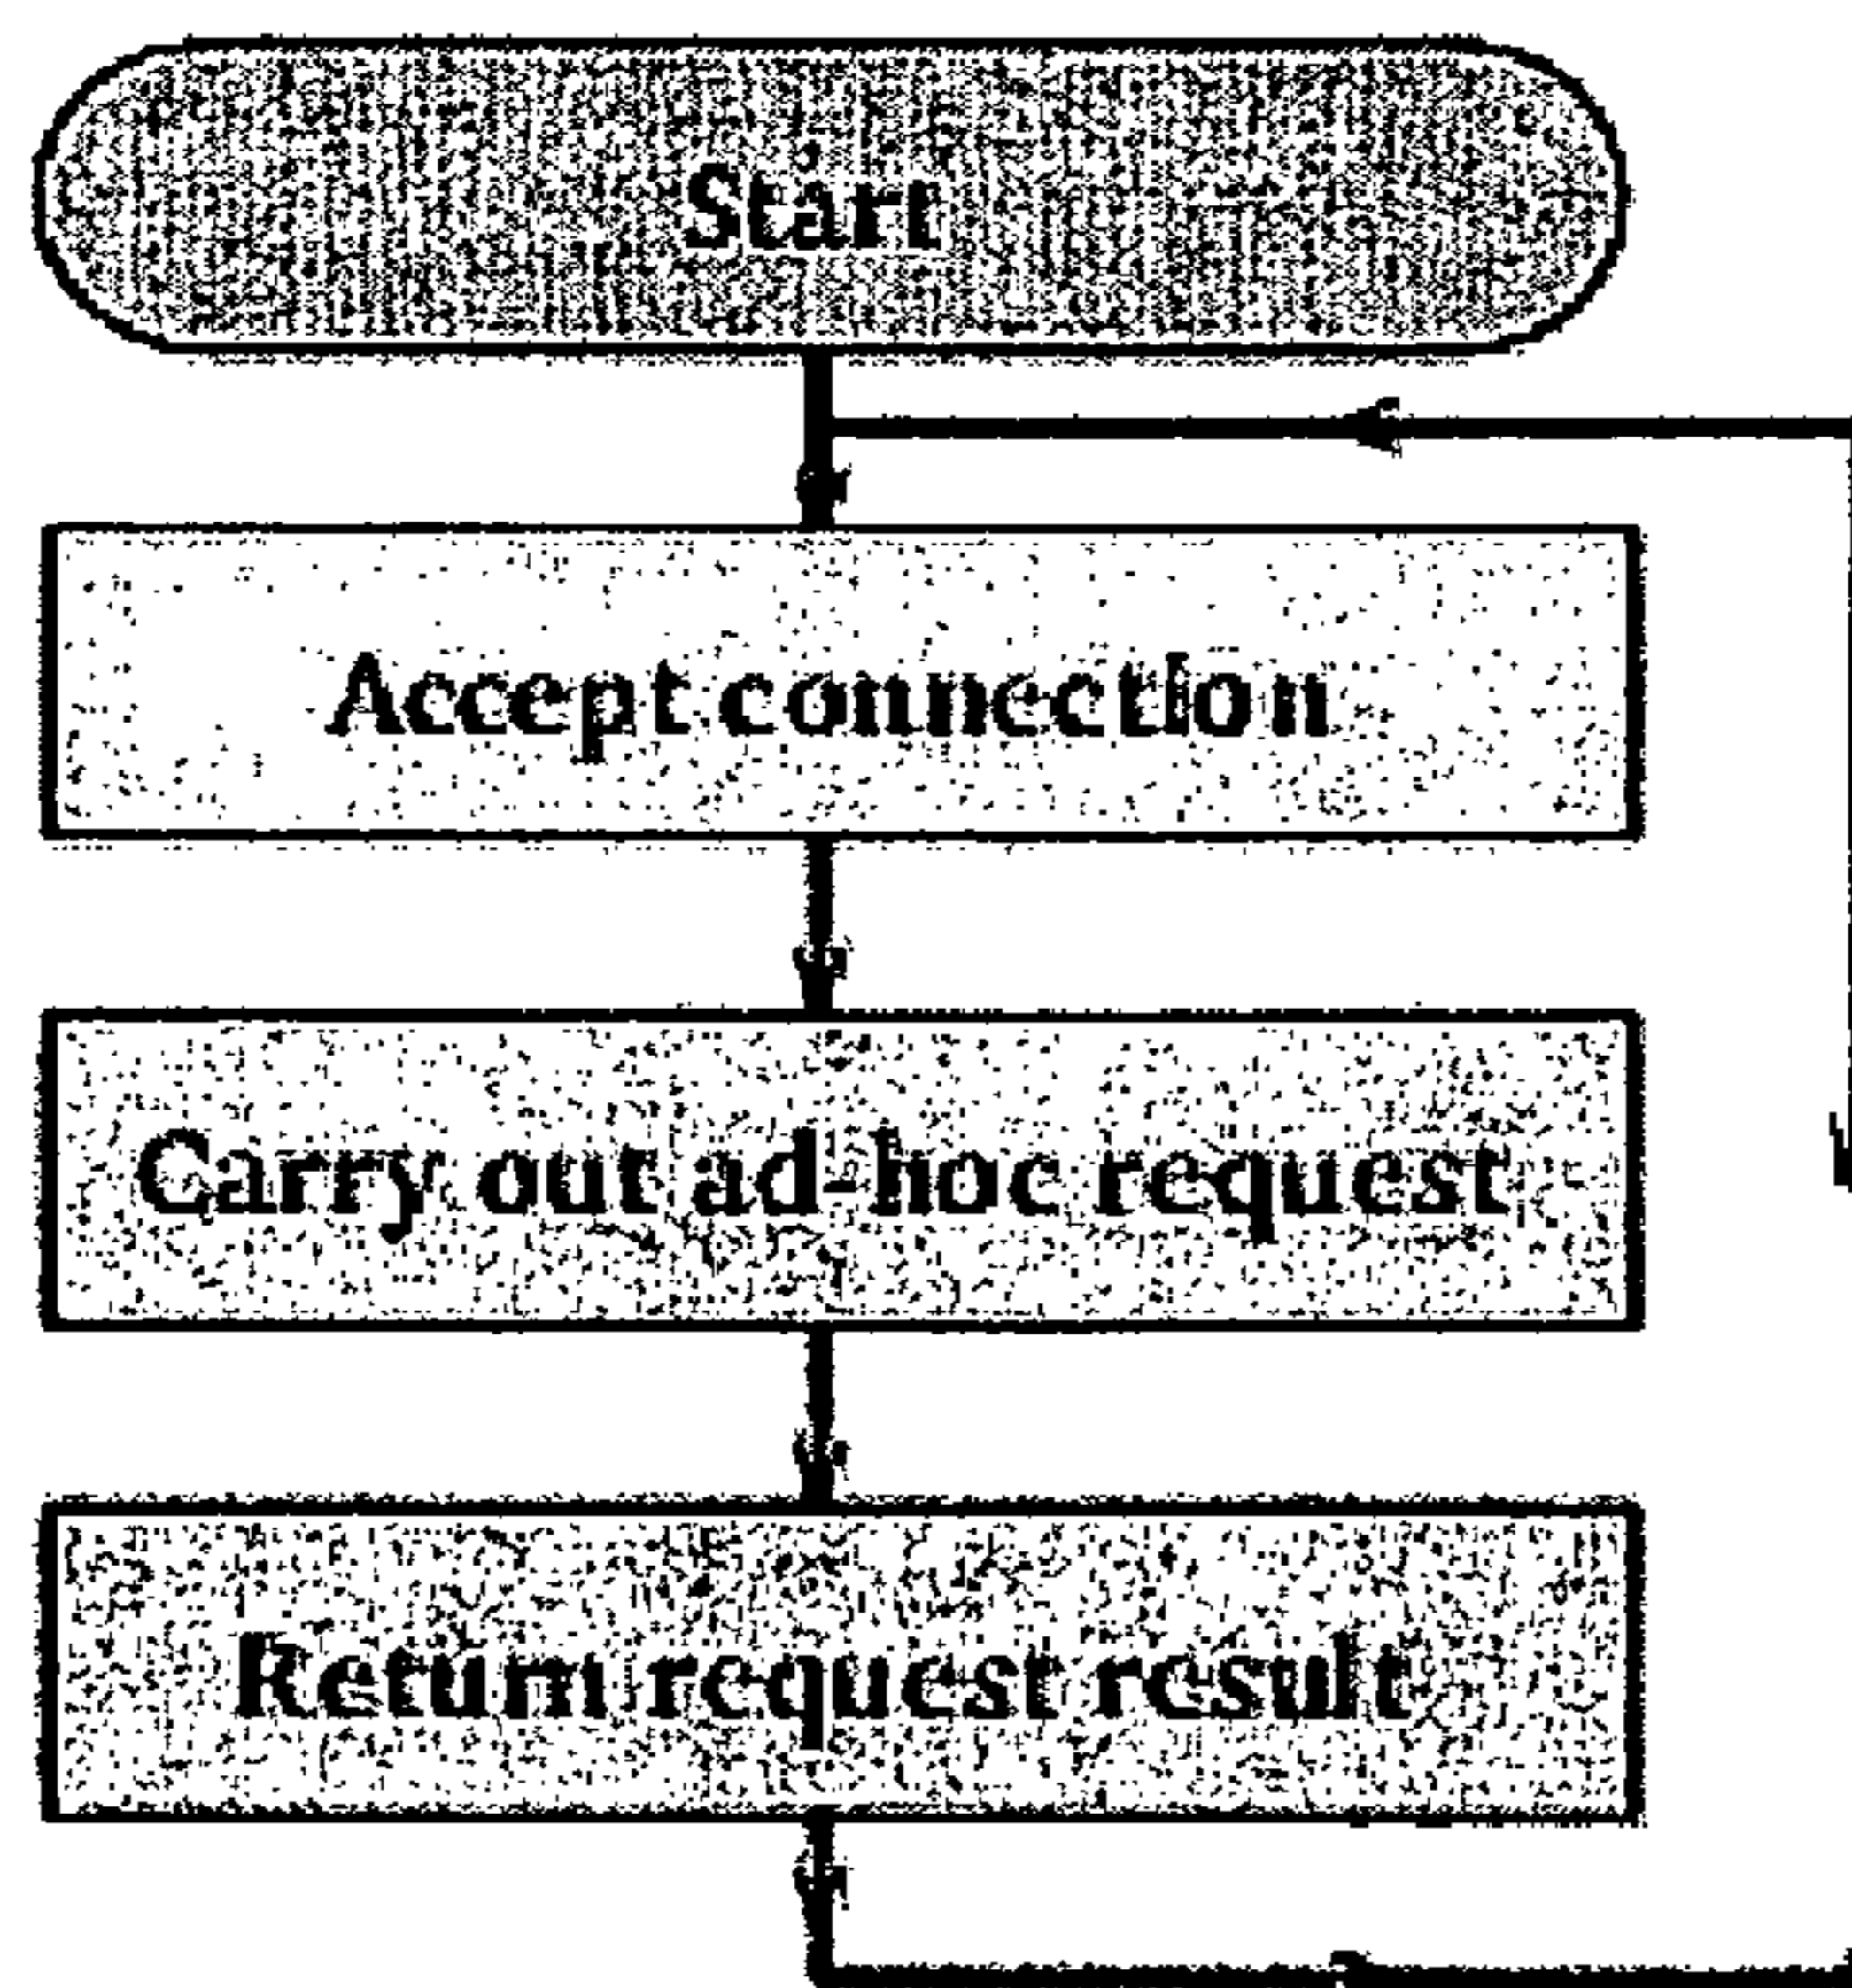 Start
Accept connection
Carry out ad-hoc request
Return request result